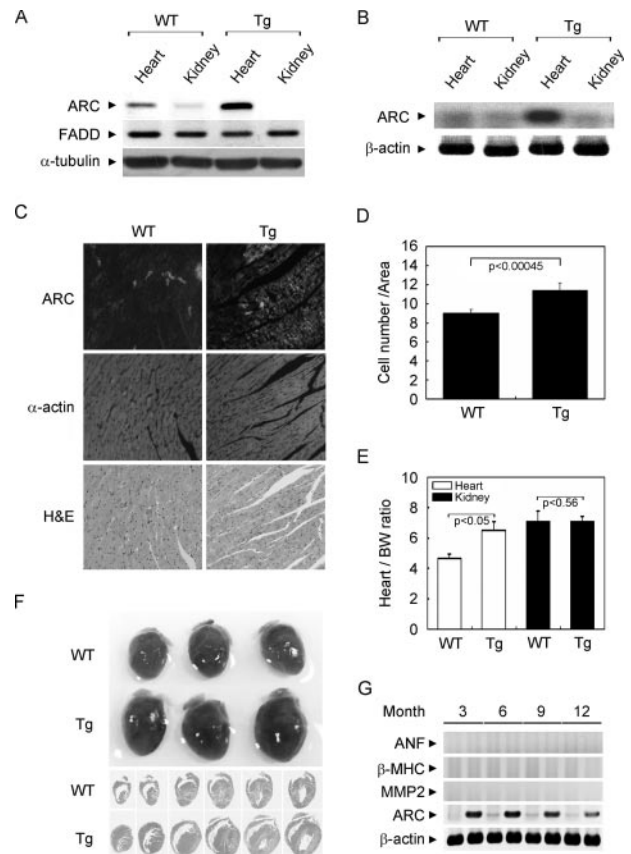 A
WT Tg
Heart Kidney Heart Kidney
ARC
FADD
α-tubulin
B
WT Tg
Heart Kidney Heart Kidney
ARC
β-actin
C
WT Tg
ARC
α-actin
H&E
D
Cell number /Area
16
14
12
10
8
6
4
2
0
p<0.00045
WT Tg
E
Heart / BW ratio
10
8
6
4
2
0
Heart
Kidney
p<0.05
p<0.56
WT Tg WT Tg
F
WT
Tg
WT
Tg
G
Month 3 6 9 12
ANF
β-MHC
MMP2
ARC
β-actin